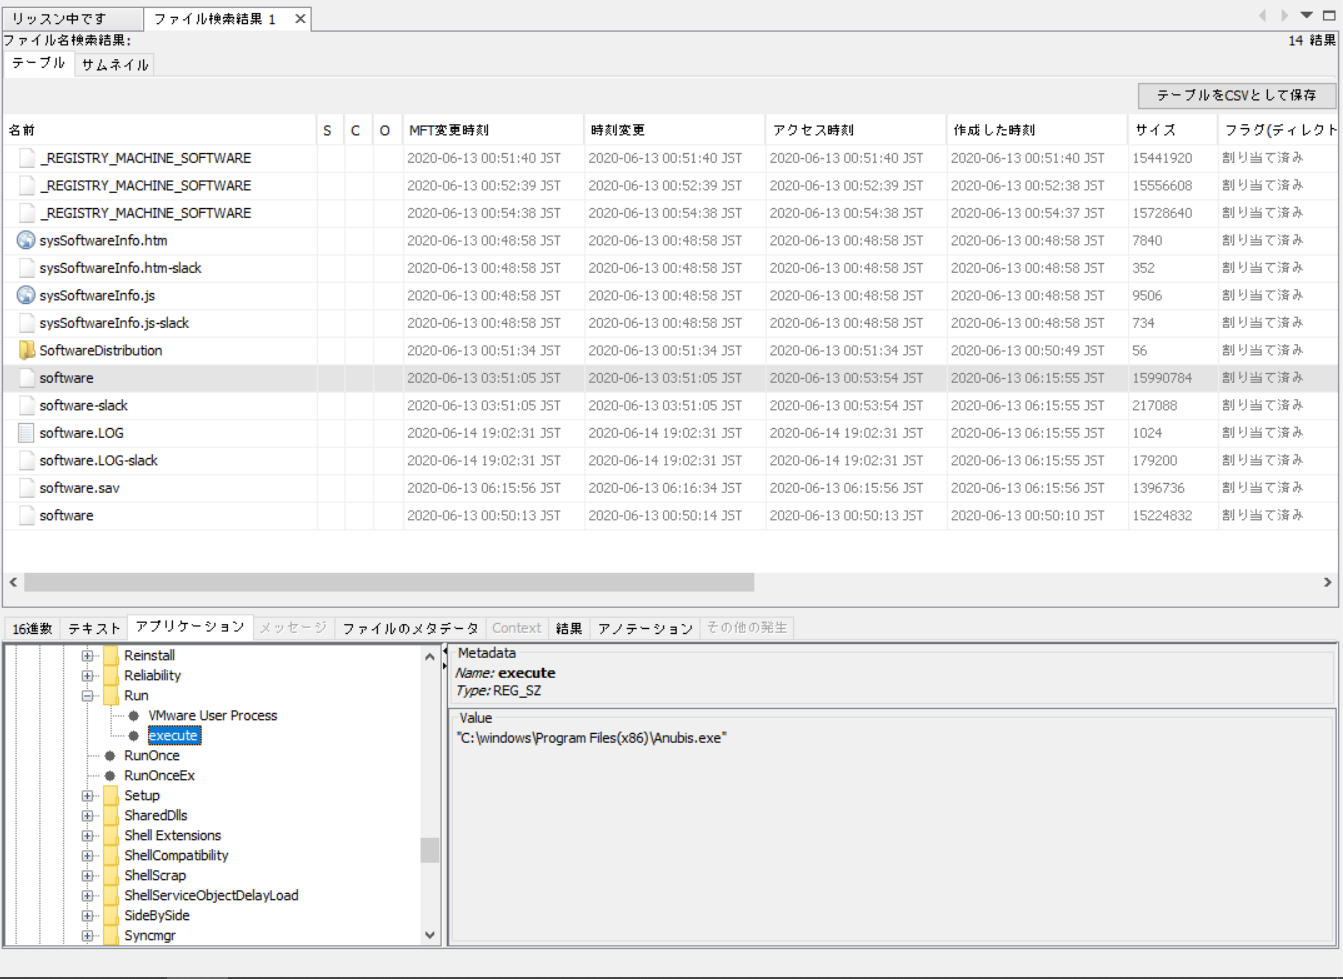 リッスン中です ファイル検索結果 1 ×
ファイル名検索結果: 14 結果
テーブル サムネイル
テーブルをCSVとして保存
名前 S C O MFT変更時刻 時刻変更 アクセス時刻 作成した時刻 サイズ フラグ(ディレクト
_REGISTRY_MACHINE_SOFTWARE 2020-06-13 00:51:40 JST 2020-06-13 00:51:40 JST 2020-06-13 00:51:40 JST 2020-06-13 00:51:40 JST 15441920 割り当て済み
_REGISTRY_MACHINE_SOFTWARE 2020-06-13 00:52:39 JST 2020-06-13 00:52:39 JST 2020-06-13 00:52:39 JST 2020-06-13 00:52:38 JST 15556608 割り当て済み
_REGISTRY_MACHINE_SOFTWARE 2020-06-13 00:54:38 JST 2020-06-13 00:54:38 JST 2020-06-13 00:54:38 JST 2020-06-13 00:54:37 JST 15728640 割り当て済み
sysSoftwareInfo.htm 2020-06-13 00:48:58 JST 2020-06-13 00:48:58 JST 2020-06-13 00:48:58 JST 2020-06-13 00:48:58 JST 7840 割り当て済み
sysSoftwareInfo.htm-slack 2020-06-13 00:48:58 JST 2020-06-13 00:48:58 JST 2020-06-13 00:48:58 JST 2020-06-13 00:48:58 JST 352 割り当て済み
sysSoftwareInfo.js 2020-06-13 00:48:58 JST 2020-06-13 00:48:58 JST 2020-06-13 00:48:58 JST 2020-06-13 00:48:58 JST 9506 割り当て済み
sysSoftwareInfo.js-slack 2020-06-13 00:48:58 JST 2020-06-13 00:48:58 JST 2020-06-13 00:48:58 JST 2020-06-13 00:48:58 JST 734 割り当て済み
SoftwareDistribution 2020-06-13 00:51:34 JST 2020-06-13 00:51:34 JST 2020-06-13 00:51:34 JST 2020-06-13 00:50:49 JST 56 割り当て済み
software 2020-06-13 03:51:05 JST 2020-06-13 03:51:05 JST 2020-06-13 00:53:54 JST 2020-06-13 06:15:55 JST 15990784 割り当て済み
software-slack 2020-06-13 03:51:05 JST 2020-06-13 03:51:05 JST 2020-06-13 00:53:54 JST 2020-06-13 06:15:55 JST 217088 割り当て済み
software.LOG 2020-06-14 19:02:31 JST 2020-06-14 19:02:31 JST 2020-06-14 19:02:31 JST 2020-06-13 06:15:55 JST 1024 割り当て済み
software.LOG-slack 2020-06-14 19:02:31 JST 2020-06-14 19:02:31 JST 2020-06-14 19:02:31 JST 2020-06-13 06:15:55 JST 179200 割り当て済み
software.sav 2020-06-13 06:15:56 JST 2020-06-13 06:16:34 JST 2020-06-13 06:15:56 JST 2020-06-13 06:15:56 JST 1396736 割り当て済み
software 2020-06-13 00:50:13 JST 2020-06-13 00:50:14 JST 2020-06-13 00:50:13 JST 2020-06-13 00:50:10 JST 15224832 割り当て済み
16進数 テキスト アプリケーション メッセージ ファイルのメタデータ Context 結果 アノテーション その他の発生
Reinstall
Reliability
Run
VMware User Process
execute
RunOnce
RunOnceEx
Setup
SharedDlls
Shell Extensions
ShellCompatibility
ShellScrap
ShellServiceObjectDelayLoad
SideBySide
Syncmgr
Metadata
Name: execute
Type: REG_SZ
Value
"C:\windows\Program Files(x86)\Anubis.exe"